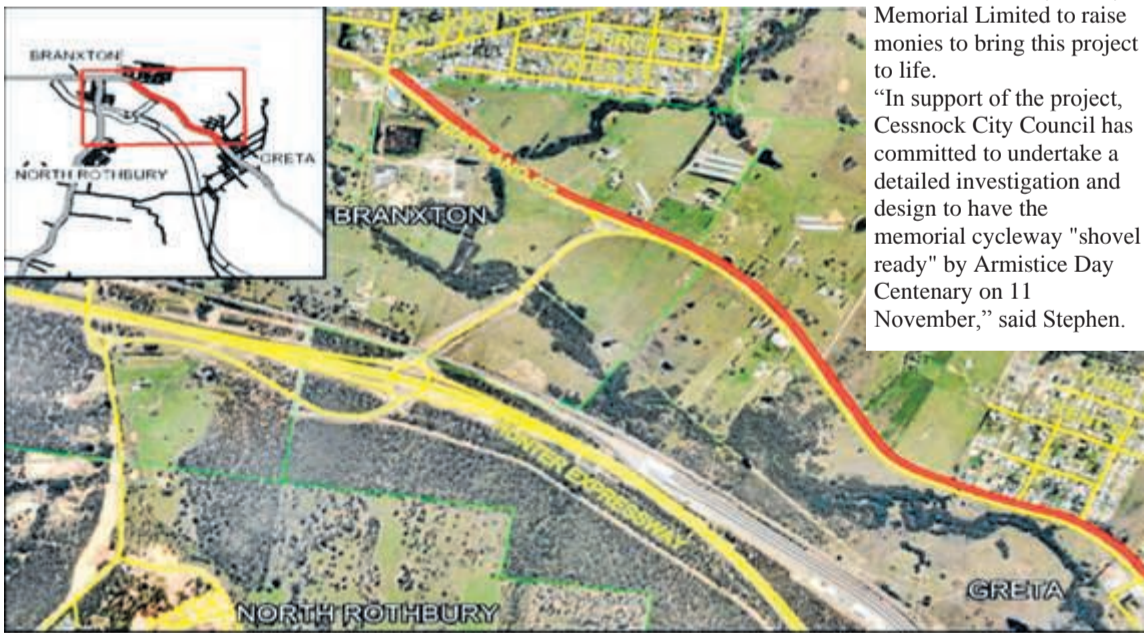 BRANXTON
NORTH ROTHBURY
GRETA
BRANXTON
HUNTER EXPRESSWAY
NORTH ROTHBURY
GRETA
Memorial Limited to raise
monies to bring this project
to life.
“In support of the project,
Cessnock City Council has
committed to undertake a
detailed investigation and
design to have the
memorial cycleway "shovel
ready" by Armistice Day
Centenary on 11
November,” said Stephen.